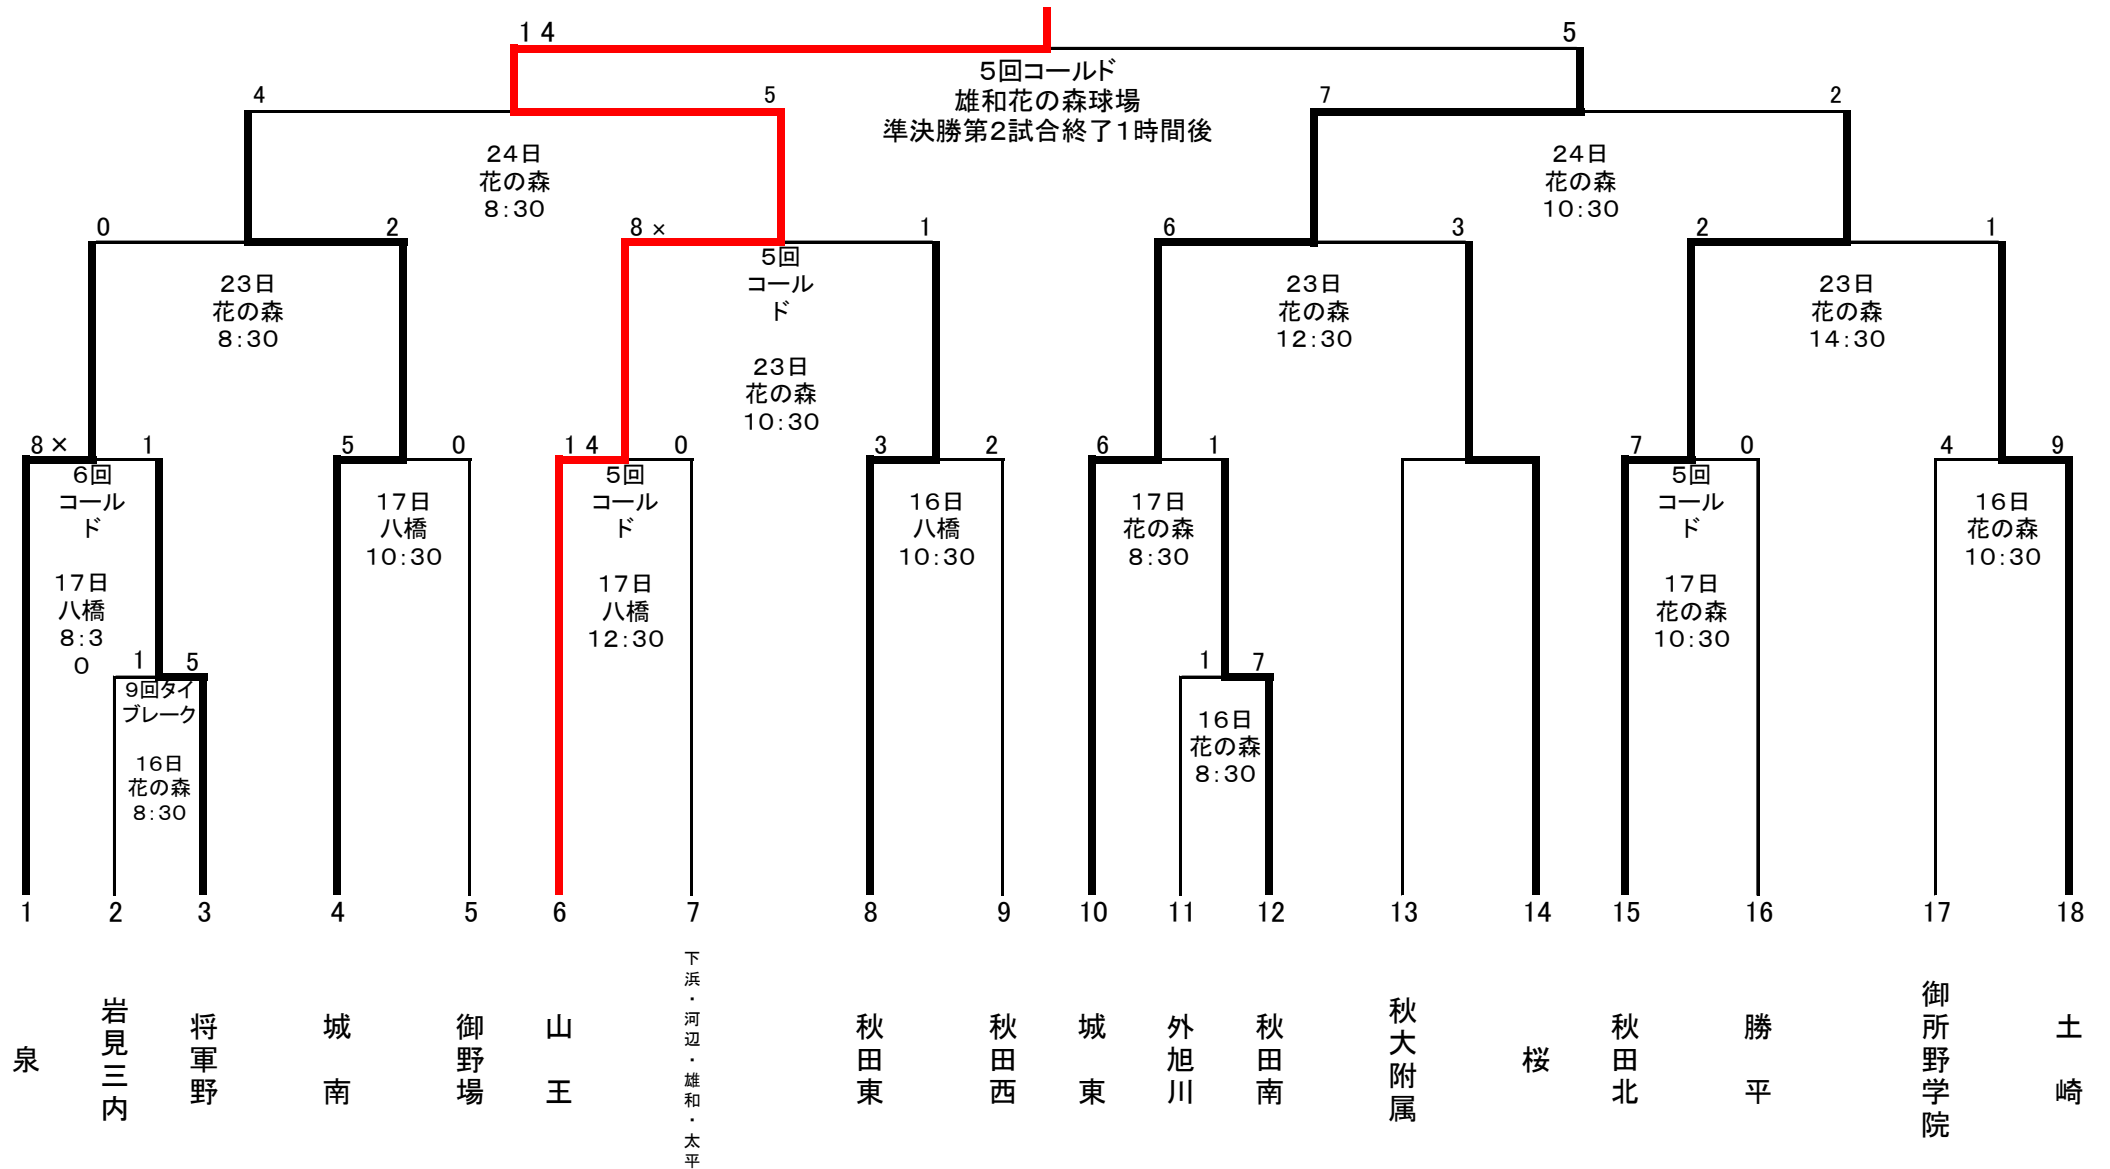 １４
５
５回コールド
雄和花の森球場
準決勝第２試合終了１時間後
４
５
７
２
２４日
花の森
８：３０
２４日
花の森
１０：３０
０
２
８×
１
６
３
２
１
２３日
花の森
８：３０
５回
コール
ド
２３日
花の森
１０：３０
２３日
花の森
１２：３０
２３日
花の森
１４：３０
８×
１
５
０
１４
０
３
２
６
１
７
０
４
９
６回
コール
ド
１７日
八橋
８：３
０
１７日
八橋
１０：３０
５回
コール
ド
１７日
八橋
１２：３０
１６日
八橋
１０：３０
１７日
花の森
８：３０
５回
コール
ド
１７日
花の森
１０：３０
１６日
花の森
１０：３０
１
５
９回タイ
ブレーク
１６日
花の森
８：３０
１
７
１６日
花の森
８：３０
1
2
3
4
5
6
7
8
9
10
11
12
13
14
15
16
17
18
泉
岩見三内
将軍野
城南
御野場
山王
下浜・河辺・雄和・太平
秋田東
秋田西
城東
外旭川
秋田南
秋大附属
桜
秋田北
勝平
御所野学院
土崎